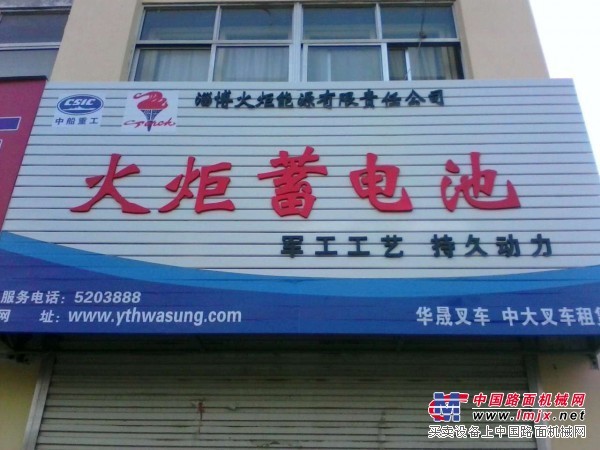 CSIC
中船重工
淄博火炬能源有限责任公司
火炬蓄电池
军工工艺 持久动力
服务电话：5203888
网 址：www.ythwasung.com
华晟叉车 中大叉车租赁
中国路面机械网
www.lmjx.net
买卖设备上中国路面机械网